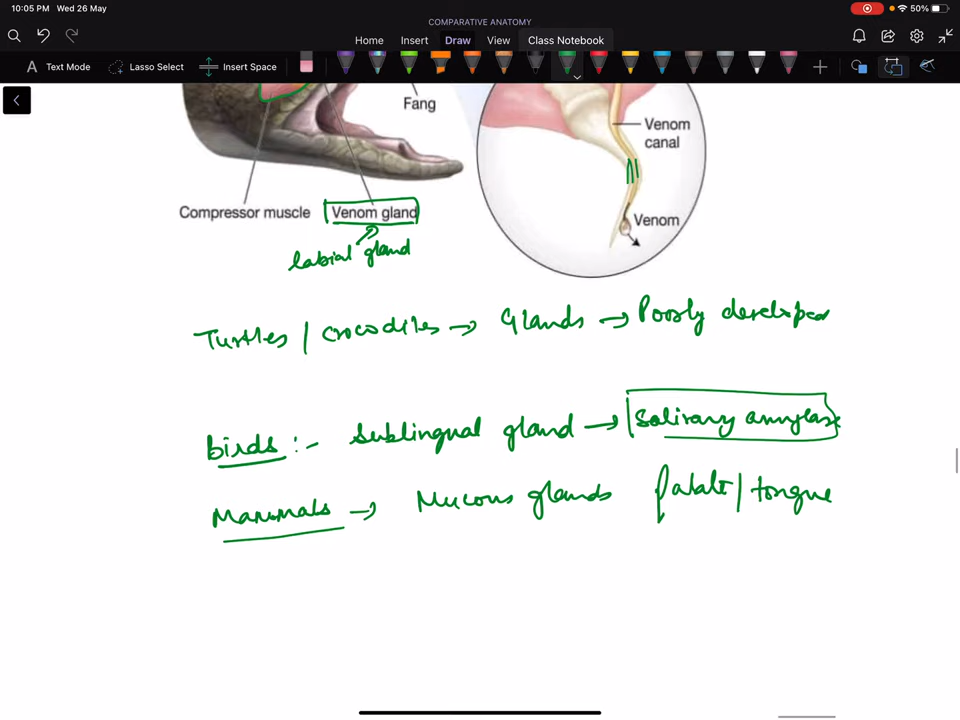 10:05 PM Wed 26 May
50%
COMPARATIVE ANATOMY
Home Insert Draw View Class Notebook
Text Mode Lasso Select Insert Space
Fang
Venom
canal
Compressor muscle Venom gland Venom
labial gland
Turtles / crocodiles → Glands → Poorly developed
birds :- sublingual gland → salivary amylase
Mammals → Mucous glands Palate / tongue